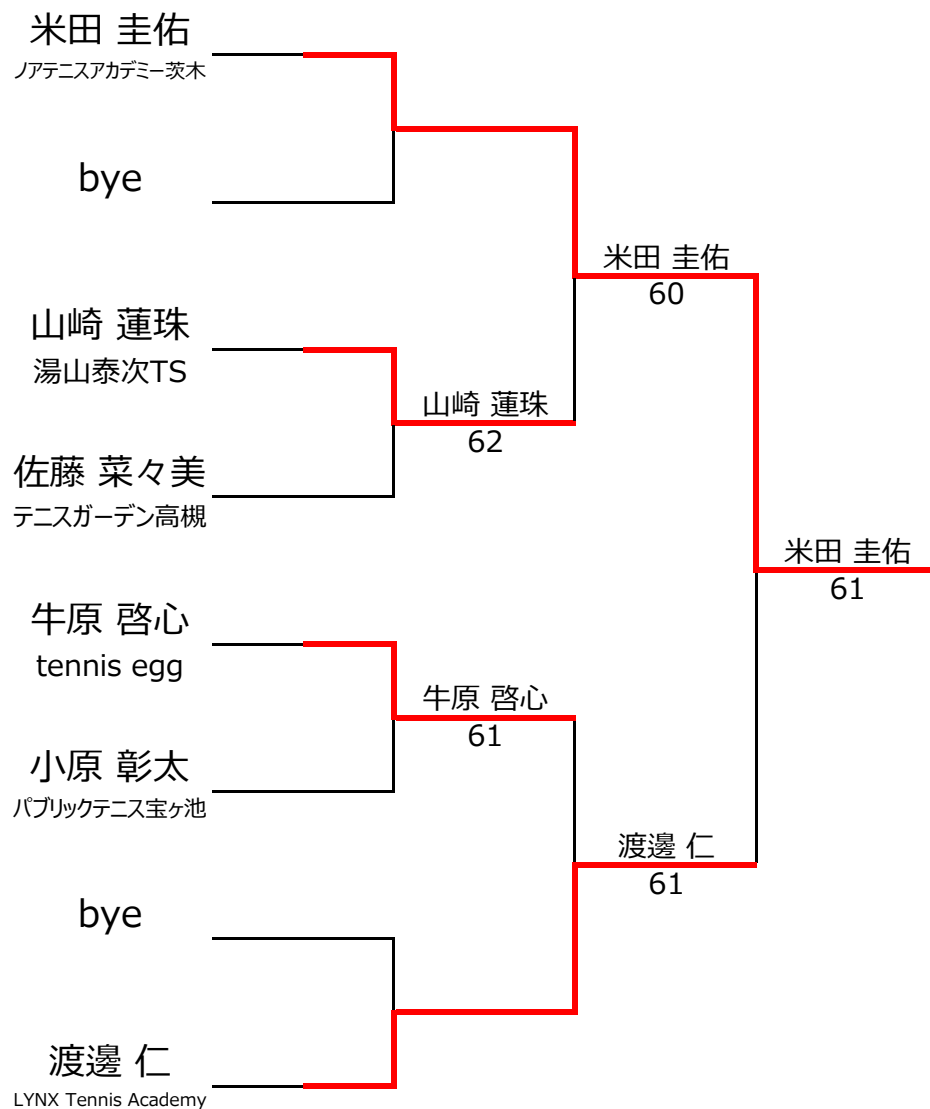 米田 圭佑
ノアテニスアカデミー茨木
bye
米田 圭佑
60
山崎 蓮珠
湯山泰次TS
山崎 蓮珠
62
佐藤 菜々美
テニスガーデン高槻
米田 圭佑
61
牛原 啓心
tennis egg
牛原 啓心
61
小原 彰太
パブリックテニス宝ヶ池
渡邊 仁
61
bye
渡邊 仁
LYNX Tennis Academy